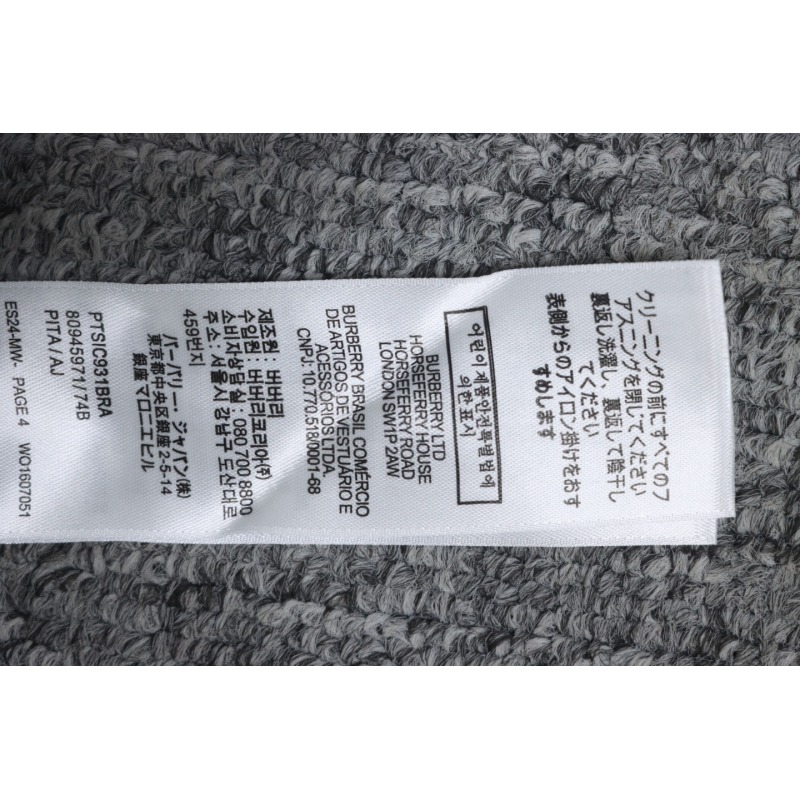 クリーニングの前にすべてのフ
アスニングを閉じてください
裏返し洗濯し、裏返して陰干し
てください
表側からのアイロン掛けをおす
すめします
어린이제품안전특별법에
의한 표시
BURBERRY LTD
HORSEFERRY HOUSE
HORSEFERRY ROAD
LONDON SW1P 2AW
BURBERRY BRASIL COMÉRCIO
DE ARTIGOS DE VESTUÁRIO E
ACESSÓRIOS LTDA.
CNPJ: 10.770.518/0001-68
제조원 : 버버리
수입원 : 버버리코리아(주)
소비자상담실 : 080 700 8800
주소 : 서울시 강남구 도산대로
459번지
バーバリー・ジャパン(株)
東京都中央区銀座 2-5-14
銀座 マロニエビル
PTSIC931BRA
80945971/74B
PITA / AJ
ES24-MW- PAGE 4 WO1607051